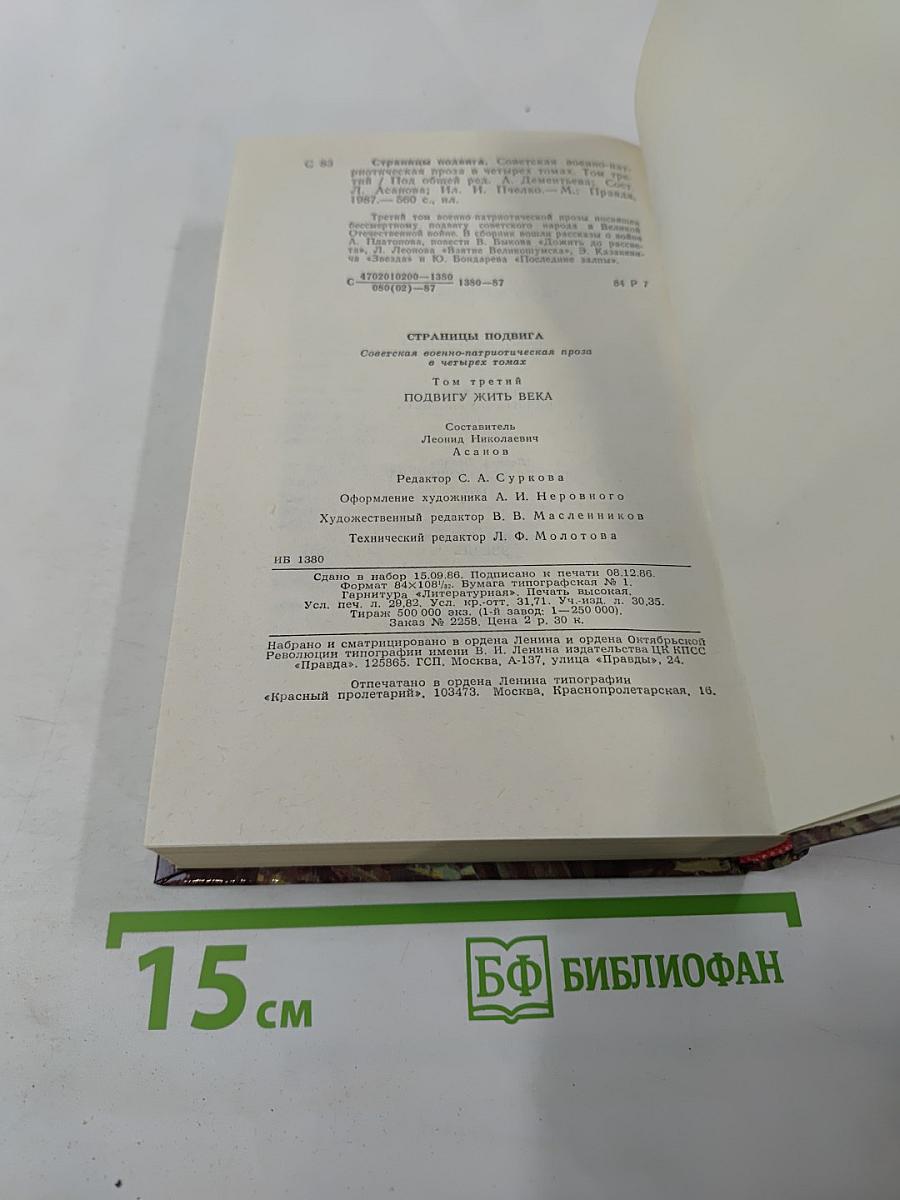 С 83 Страницы подвига. Советская военно-пат-
риотическая проза в четырех томах. Том тре-
тий / Под общей ред. А. Дементьева; Сост.
Л. Асанова; Ил. И. Пчелко.— М.: Правда,
1987.— 560 с., ил.
Третий том военно-патриотической прозы посвящен
бессмертному подвигу советского народа в Великой
Отечественной войне. В сборник вошли рассказы о войне
А. Платонова, повести В. Быкова «Дожить до рассве-
та», Л. Леонова «Взятие Великошумска», Э. Казакеви-
ча «Звезда» и Ю. Бондарева «Последние залпы».
С 4702010200—1380
080(02)—87 1380—87 84 Р 7
СТРАНИЦЫ ПОДВИГА
Советская военно-патриотическая проза
в четырех томах
Том третий
ПОДВИГУ ЖИТЬ ВЕКА
Составитель
Леонид Николаевич
Асанов
Редактор С. А. Суркова
Оформление художника А. И. Неровного
Художественный редактор В. В. Масленников
Технический редактор Л. Ф. Молотова
ИБ 1380
Сдано в набор 15.09.86. Подписано к печати 08.12.86.
Формат 84×108¹/₃₂. Бумага типографская № 1.
Гарнитура «Литературная». Печать высокая.
Усл. печ. л. 29,82. Усл. кр.-отт. 31,71. Уч.-изд. л. 30,35.
Тираж 500 000 экз. (1-й завод: 1—250 000).
Заказ № 2258. Цена 2 р. 30 к.
Набрано и сматрицировано в ордена Ленина и ордена Октябрьской
Революции типографии имени В. И. Ленина издательства ЦК КПСС
«Правда». 125865. ГСП, Москва, А-137, улица «Правды», 24.
Отпечатано в ордена Ленина типографии
«Красный пролетарий», 103473. Москва, Краснопролетарская, 16.
15 см
БФ БИБЛИОФАН